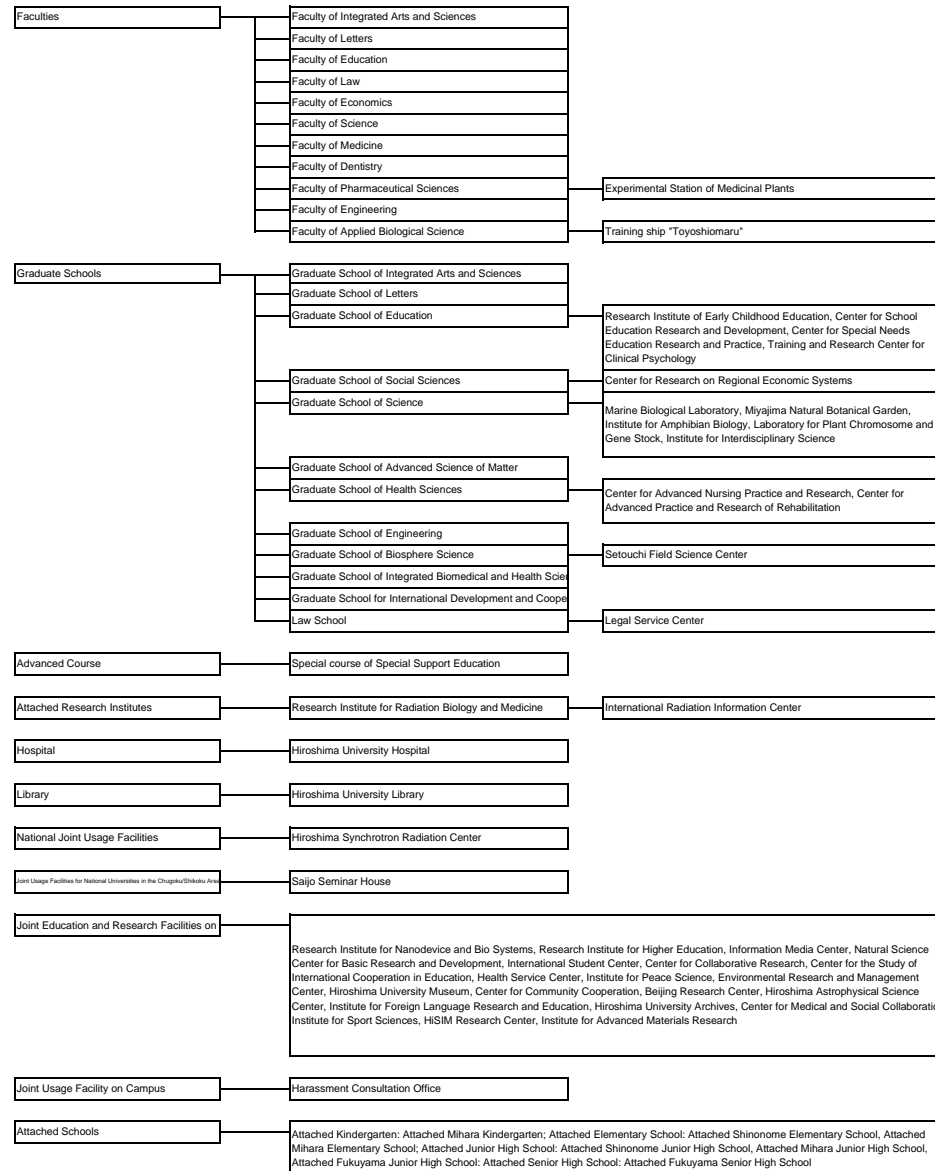 Faculties
Faculty of Integrated Arts and Sciences
Faculty of Letters
Faculty of Education
Faculty of Law
Faculty of Economics
Faculty of Science
Faculty of Medicine
Faculty of Dentistry
Faculty of Pharmaceutical Sciences
Experimental Station of Medicinal Plants
Faculty of Engineering
Faculty of Applied Biological Science
Training ship "Toyoshiomaru"
Graduate Schools
Graduate School of Integrated Arts and Sciences
Graduate School of Letters
Graduate School of Education
Research Institute of Early Childhood Education, Center for School
Education Research and Development, Center for Special Needs
Education Research and Practice, Training and Research Center for
Clinical Psychology
Graduate School of Social Sciences
Center for Research on Regional Economic Systems
Graduate School of Science
Marine Biological Laboratory, Miyajima Natural Botanical Garden,
Institute for Amphibian Biology, Laboratory for Plant Chromosome and
Gene Stock, Institute for Interdisciplinary Science
Graduate School of Advanced Science of Matter
Graduate School of Health Sciences
Center for Advanced Nursing Practice and Research, Center for
Advanced Practice and Research of Rehabilitation
Graduate School of Engineering
Graduate School of Biosphere Science
Setouchi Field Science Center
Graduate School of Integrated Biomedical and Health Scien
Graduate School for International Development and Coope
Law School
Legal Service Center
Advanced Course
Special course of Special Support Education
Attached Research Institutes
Research Institute for Radiation Biology and Medicine
International Radiation Information Center
Hospital
Hiroshima University Hospital
Library
Hiroshima University Library
National Joint Usage Facilities
Hiroshima Synchrotron Radiation Center
Joint Usage Facilities for National Universities in the Chugoku/Shikoku Area
Saijo Seminar House
Joint Education and Research Facilities on
Research Institute for Nanodevice and Bio Systems, Research Institute for Higher Education, Information Media Center, Natural Science
Center for Basic Research and Development, International Student Center, Center for Collaborative Research, Center for the Study of
International Cooperation in Education, Health Service Center, Institute for Peace Science, Environmental Research and Management
Center, Hiroshima University Museum, Center for Community Cooperation, Beijing Research Center, Hiroshima Astrophysical Science
Center, Institute for Foreign Language Research and Education, Hiroshima University Archives, Center for Medical and Social Collaboratio
Institute for Sport Sciences, HiSIM Research Center, Institute for Advanced Materials Research
Joint Usage Facility on Campus
Harassment Consultation Office
Attached Schools
Attached Kindergarten: Attached Mihara Kindergarten; Attached Elementary School: Attached Shinonome Elementary School, Attached
Mihara Elementary School; Attached Junior High School: Attached Shinonome Junior High School, Attached Mihara Junior High School,
Attached Fukuyama Junior High School: Attached Senior High School: Attached Fukuyama Senior High School